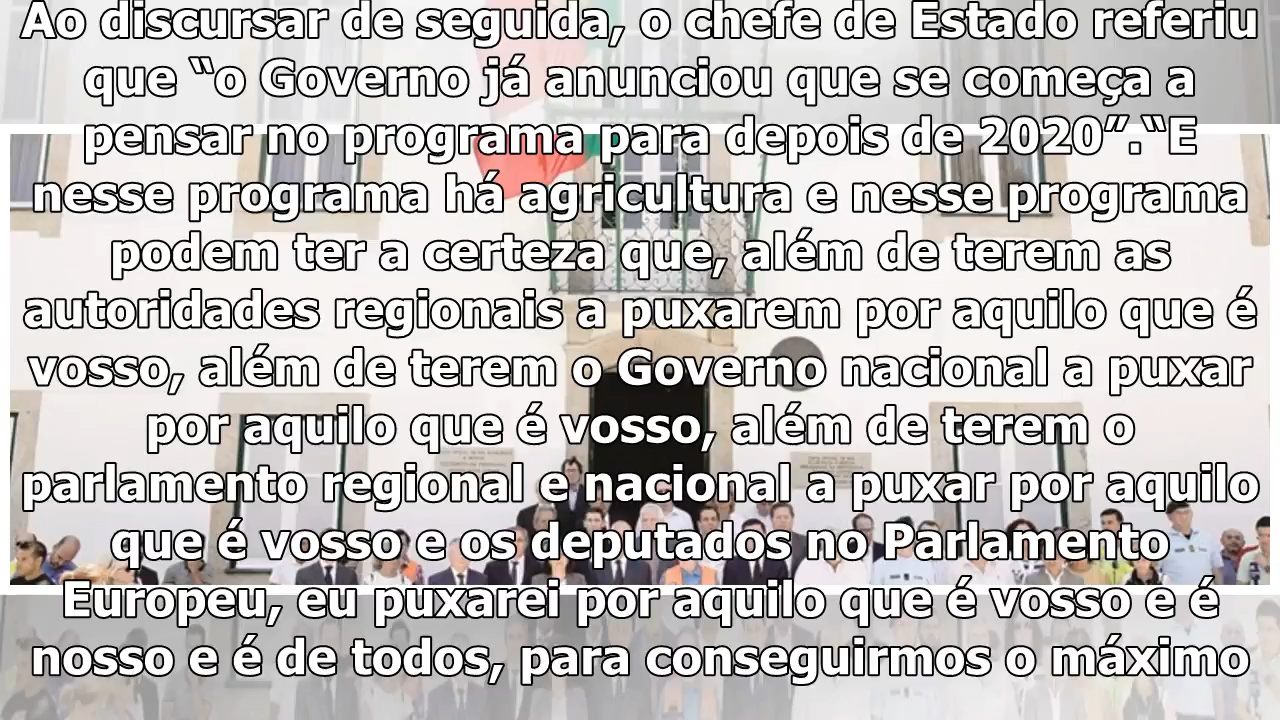 Ao discursar de seguida, o chefe de Estado referiu
que “o Governo já anunciou que se começa a
pensar no programa para depois de 2020”.“E
nesse programa há agricultura e nesse programa
podem ter a certeza que, além de terem as
autoridades regionais a puxarem por aquilo que é
vosso, além de terem o Governo nacional a puxar
por aquilo que é vosso, além de terem o
parlamento regional e nacional a puxar por aquilo
que é vosso e os deputados no Parlamento
Europeu, eu puxarei por aquilo que é vosso e é
nosso e é de todos, para conseguirmos o máximo